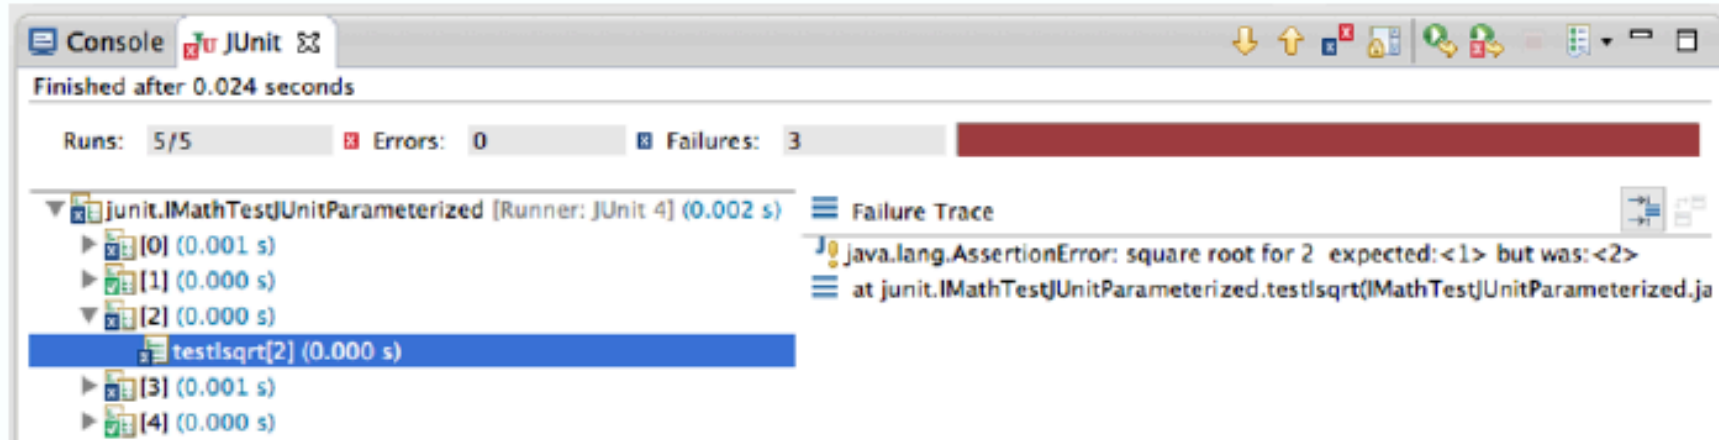 Console JUnit
Finished after 0.024 seconds
Runs: 5/5 Errors: 0 Failures: 3
junit.IMathTestJUnitParameterized [Runner: JUnit 4] (0.002 s)
[0] (0.001 s)
[1] (0.000 s)
[2] (0.000 s)
testIsqrt[2] (0.000 s)
[3] (0.001 s)
[4] (0.000 s)
Failure Trace
java.lang.AssertionError: square root for 2 expected:<1> but was:<2>
at junit.IMathTestJUnitParameterized.testIsqrt(IMathTestJUnitParameterized.ja